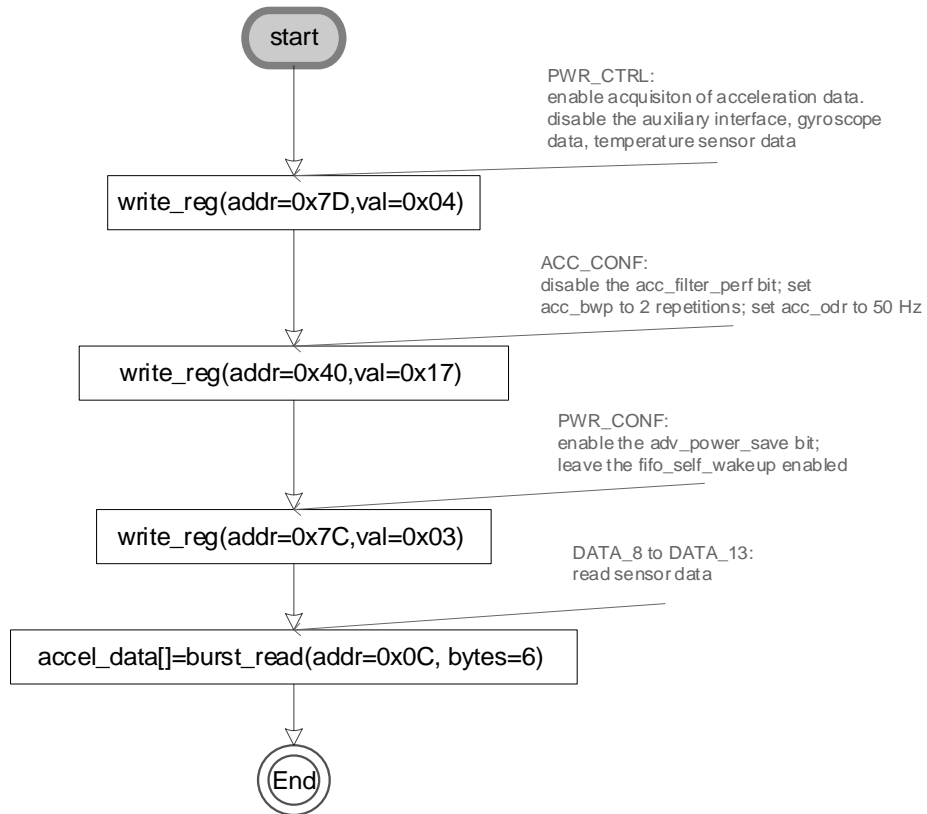 start
PWR_CTRL:
enable acquisiton of acceleration data.
disable the auxiliary interface, gyroscope
data, temperature sensor data
write_reg(addr=0x7D,val=0x04)
ACC_CONF:
disable the acc_filter_perf bit; set
acc_bwp to 2 repetitions; set acc_odr to 50 Hz
write_reg(addr=0x40,val=0x17)
PWR_CONF:
enable the adv_power_save bit;
leave the fifo_self_wakeup enabled
write_reg(addr=0x7C,val=0x03)
DATA_8 to DATA_13:
read sensor data
accel_data[]=burst_read(addr=0x0C, bytes=6)
End